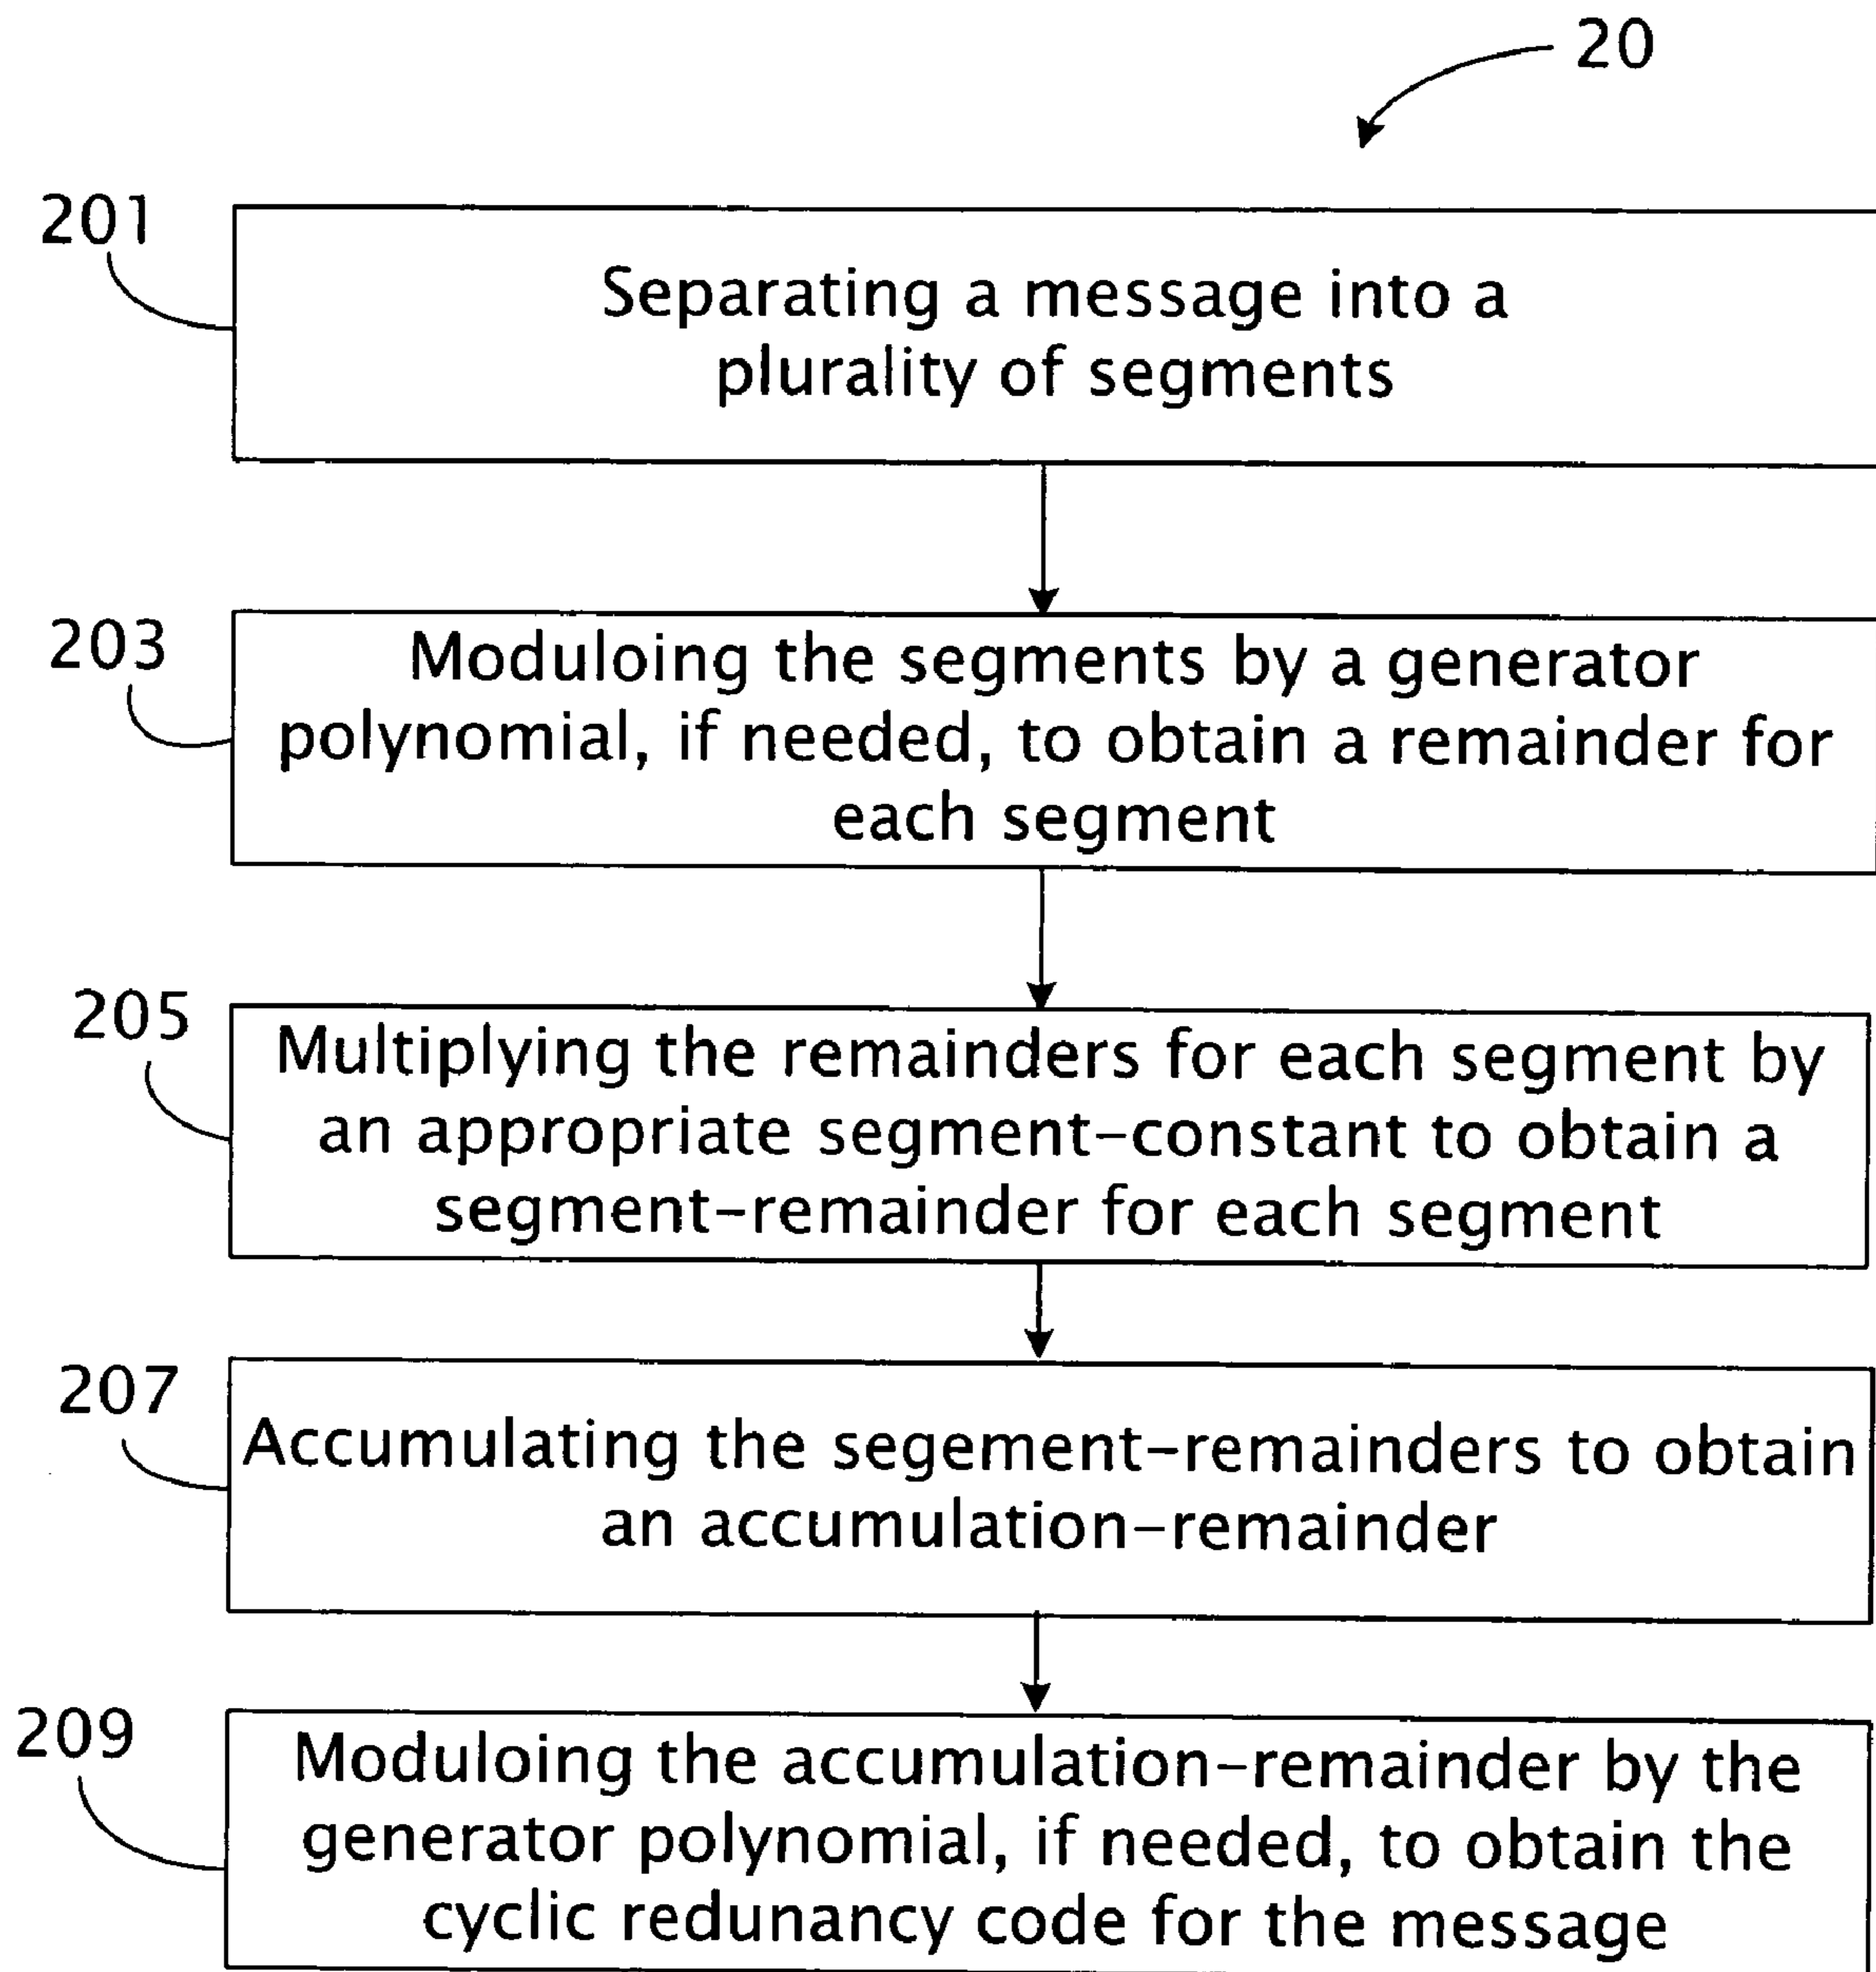 20
201
Separating a message into a
plurality of segments
203
Moduloing the segments by a generator
polynomial, if needed, to obtain a remainder for
each segment
205
Multiplying the remainders for each segment by
an appropriate segment-constant to obtain a
segment-remainder for each segment
207
Accumulating the segement-remainders to obtain
an accumulation-remainder
209
Moduloing the accumulation-remainder by the
generator polynomial, if needed, to obtain the
cyclic redunancy code for the message